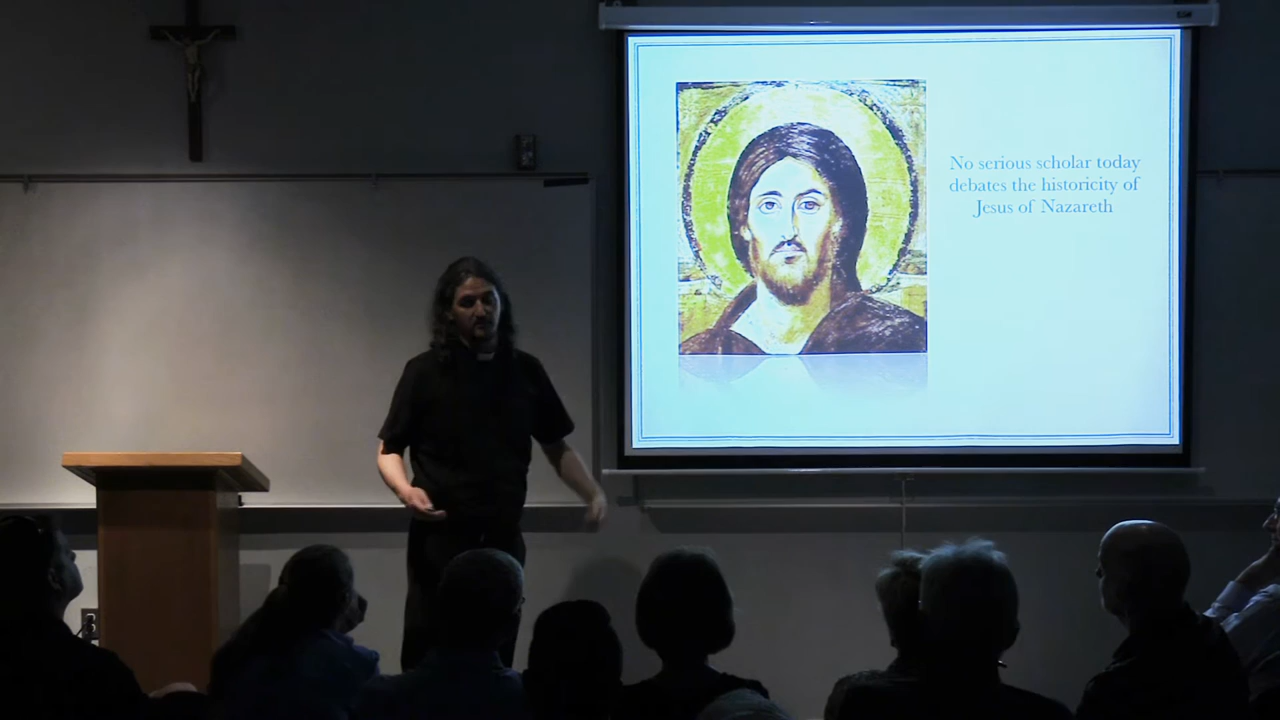 No serious scholar today
debates the historicity of
Jesus of Nazareth